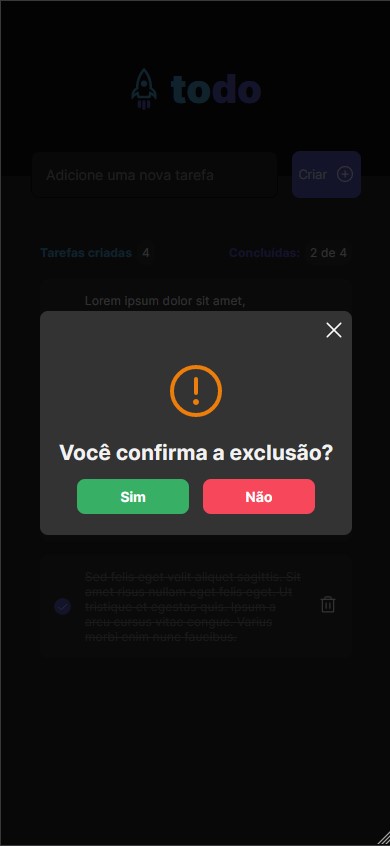 todo
Adicione uma nova tarefa
Criar
Tarefas criadas 4
Concluídas: 2 de 4
Lorem ipsum dolor sit amet,
Você confirma a exclusão?
Sim
Não
Sed felis eget velit aliquet sagittis. Sit
amet risus nullam eget felis eget. Ut
tristique et egestas quis. Ipsum a
arcu cursus vitae congue. Varius
morbi enim nunc faucibus.